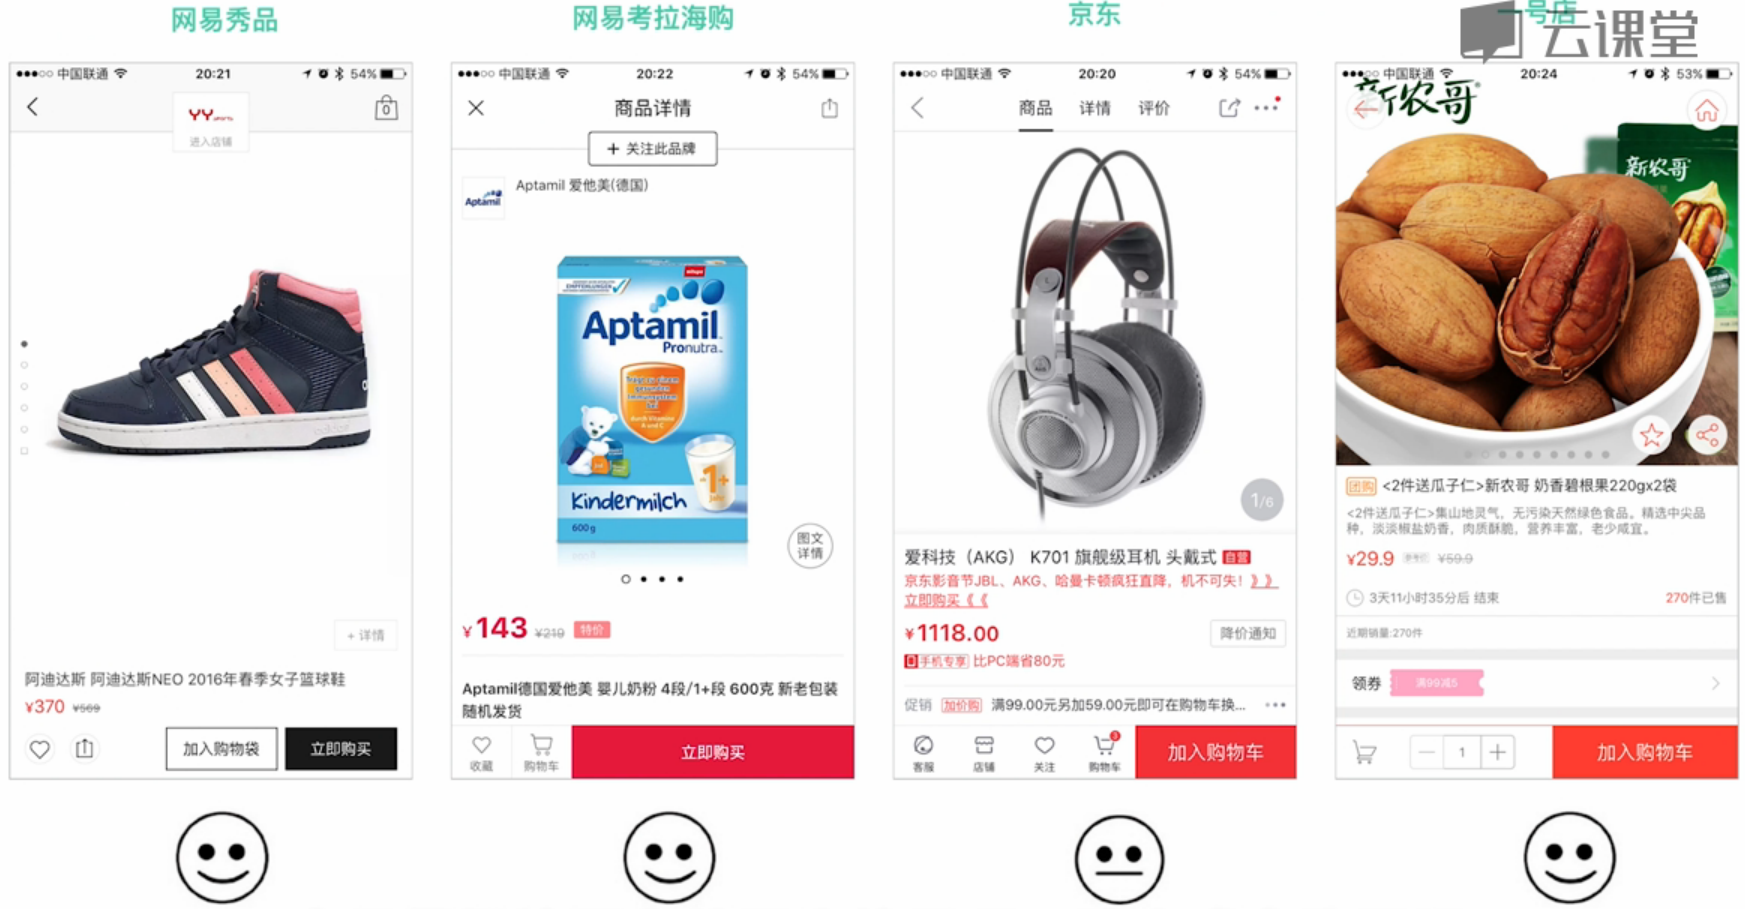 网易秀品
中国联通
20:21
54%
YY
进入店铺
0
+ 详情
阿迪达斯 阿迪达斯NEO 2016年春季女子篮球鞋
¥370 ¥569
加入购物袋
立即购买
网易考拉海购
中国联通
20:22
54%
商品详情
+ 关注此品牌
Aptamil
Aptamil 爱他美(德国)
EMPFEHLUNGEN
Aptamil
Pronutra
1+
Kindermilch
600g
图文
详情
¥143 ¥219 特价
Aptamil德国爱他美 婴儿奶粉 4段/1+段 600克 新老包装
随机发货
收藏
购物车
立即购买
京东
中国联通
20:20
54%
商品 详情 评价
1/6
爱科技（AKG） K701 旗舰级耳机 头戴式 自营
京东影音节JBL、AKG、哈曼卡顿疯狂直降，机不可失！》》
立即购买《《
¥1118.00
降价通知
手机专享 比PC端省80元
促销 加价购 满99.00元另加59.00元即可在购物车换...
客服
店铺
关注
购物车
3
加入购物车
一号店
云课堂
中国联通
20:24
53%
新农哥
新农哥
团购 <2件送瓜子仁>新农哥 奶香碧根果220gx2袋
<2件送瓜子仁>集山地灵气，无污染天然绿色食品。精选中尖品
种，淡淡椒盐奶香，肉质酥脆，营养丰富，老少咸宜。
¥29.9 参考价 ¥59.9
3天11小时35分后 结束
270件已售
近期销量:270件
领券 满99减5
1
加入购物车